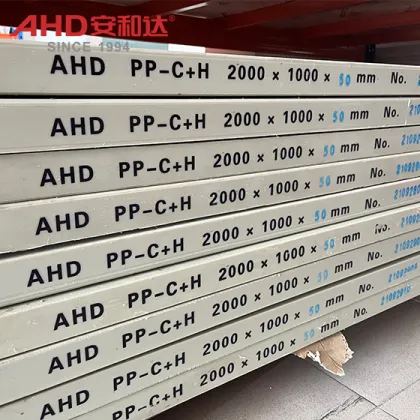 AHD安和达
SINCE 1994
AHD PP-C+H 2000 × 1000 × 50 mm No.
AHD PP-C+H 2000 × 1000 × 50 mm No.
AHD PP-C+H 2000 × 1000 × 50 mm No.
AHD PP-C+H 2000 × 1000 × 50 mm No.
AHD PP-C+H 2000 × 1000 × 50 mm No.
AHD PP-C+H 2000 × 1000 × 50 mm No.
AHD PP-C+H 2000 × 1000 × 50 mm No.
AHD PP-C+H 2000 × 1000 × 50 mm
PP-C+H 2000 × 1000